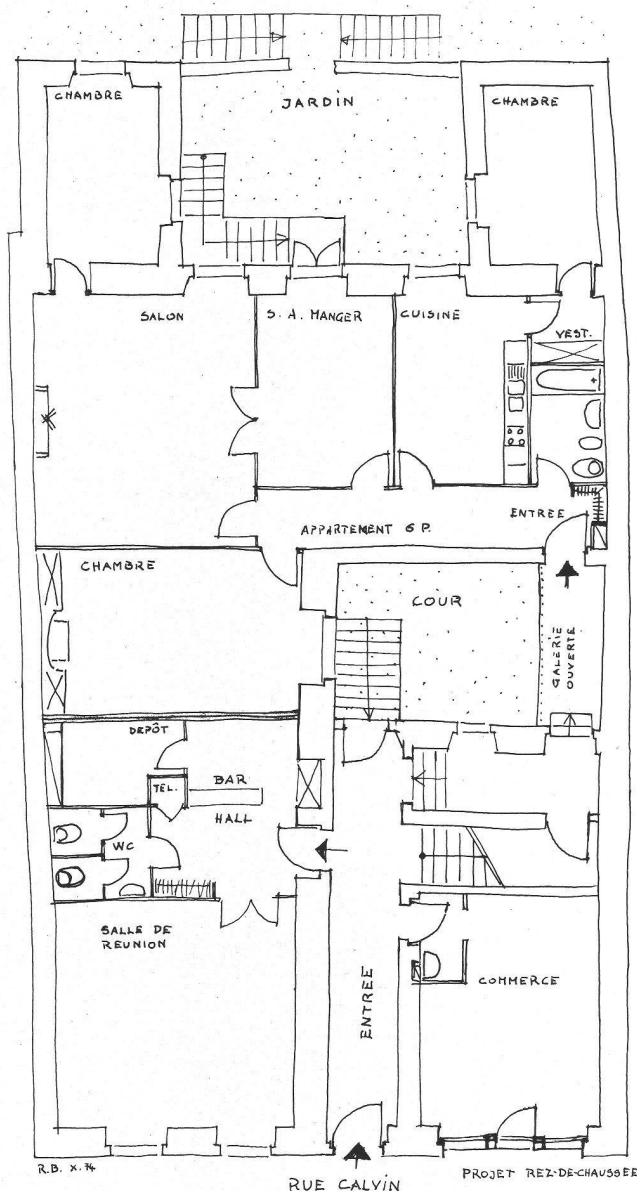 CHAMBRE
JARDIN
CHAMBRE
SALON
S. A. MANGER
CUISINE
VEST.
ENTREE
APPARTEMENT 6 P.
CHAMBRE
COUR
GALERIE
OUVERTE
DEPÔT
TEL.
BAR
HALL
WC
SALLE DE
REUNION
ENTREE
COMMERCE
R.B. X.74
RUE CALVIN
PROJET REZ-DE-CHAUSSEE